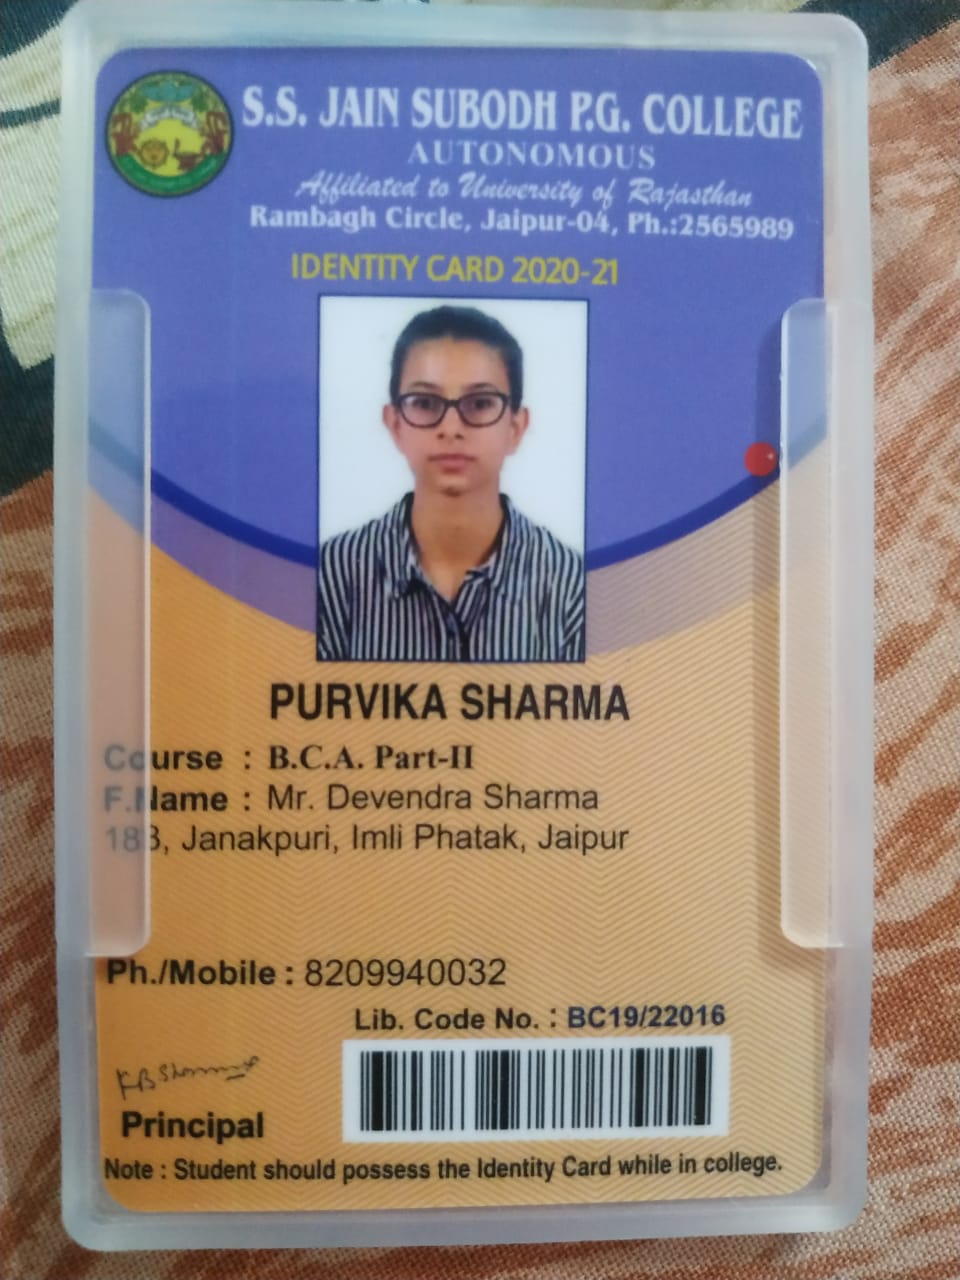 S.S. JAIN SUBODH P.G. COLLEGE
AUTONOMOUS
Affiliated to University of Rajasthan
Rambagh Circle, Jaipur-04, Ph.:2565989
IDENTITY CARD 2020-21
PURVIKA SHARMA
Course : B.C.A. Part-II
F.Name : Mr. Devendra Sharma
183, Janakpuri, Imli Phatak, Jaipur
Ph./Mobile : 8209940032
Lib. Code No. : BC19/22016
Principal
Note : Student should possess the Identity Card while in college.